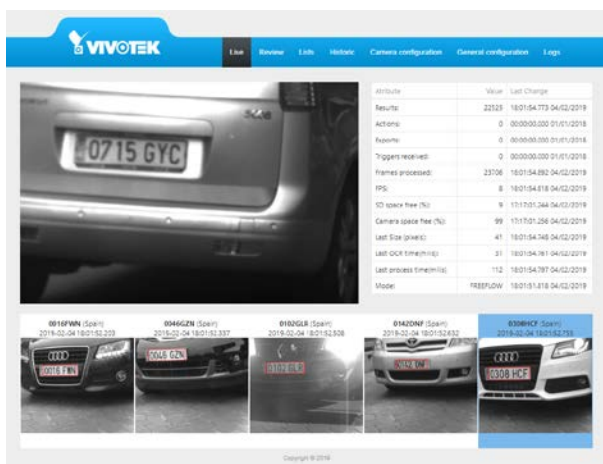 VIVOTEK
Live Review Lists Historic Camera configuration General configuration Logs
0715 GYC
Attribute Value Last Change
Results: 22525 18:01:54.773 04/02/2019
Actions: 0 00:00:00.000 01/01/2018
Exports: 0 00:00:00.000 01/01/2018
Triggers received: 0 00:00:00.000 01/01/2018
Frames processed: 23706 18:01:54.892 04/02/2019
FPS: 8 18:01:54.818 04/02/2019
SD space free (%): 9 17:17:01.244 04/02/2019
Camera space free (%): 99 17:17:01.256 04/02/2019
Last Size (pixels): 41 18:01:54.748 04/02/2019
Last OCR time(mills): 31 18:01:54.761 04/02/2019
Last process time(mills): 112 18:01:54.797 04/02/2019
Mode: FREEFLOW 18:01:51.818 04/02/2019
0016FWN (Spain) 0046GZN (Spain) 0102GLR (Spain) 0142DNF (Spain) 0308HCF (Spain)
2019-02-04 18:01:52.203 2019-02-04 18:01:52.337 2019-02-04 18:01:52.508 2019-02-04 18:01:52.632 2019-02-04 18:01:52.755
0016 FWN 0046 GZN 0102 GLR 0142 DNF 0308 HCF
Copyright © 2019